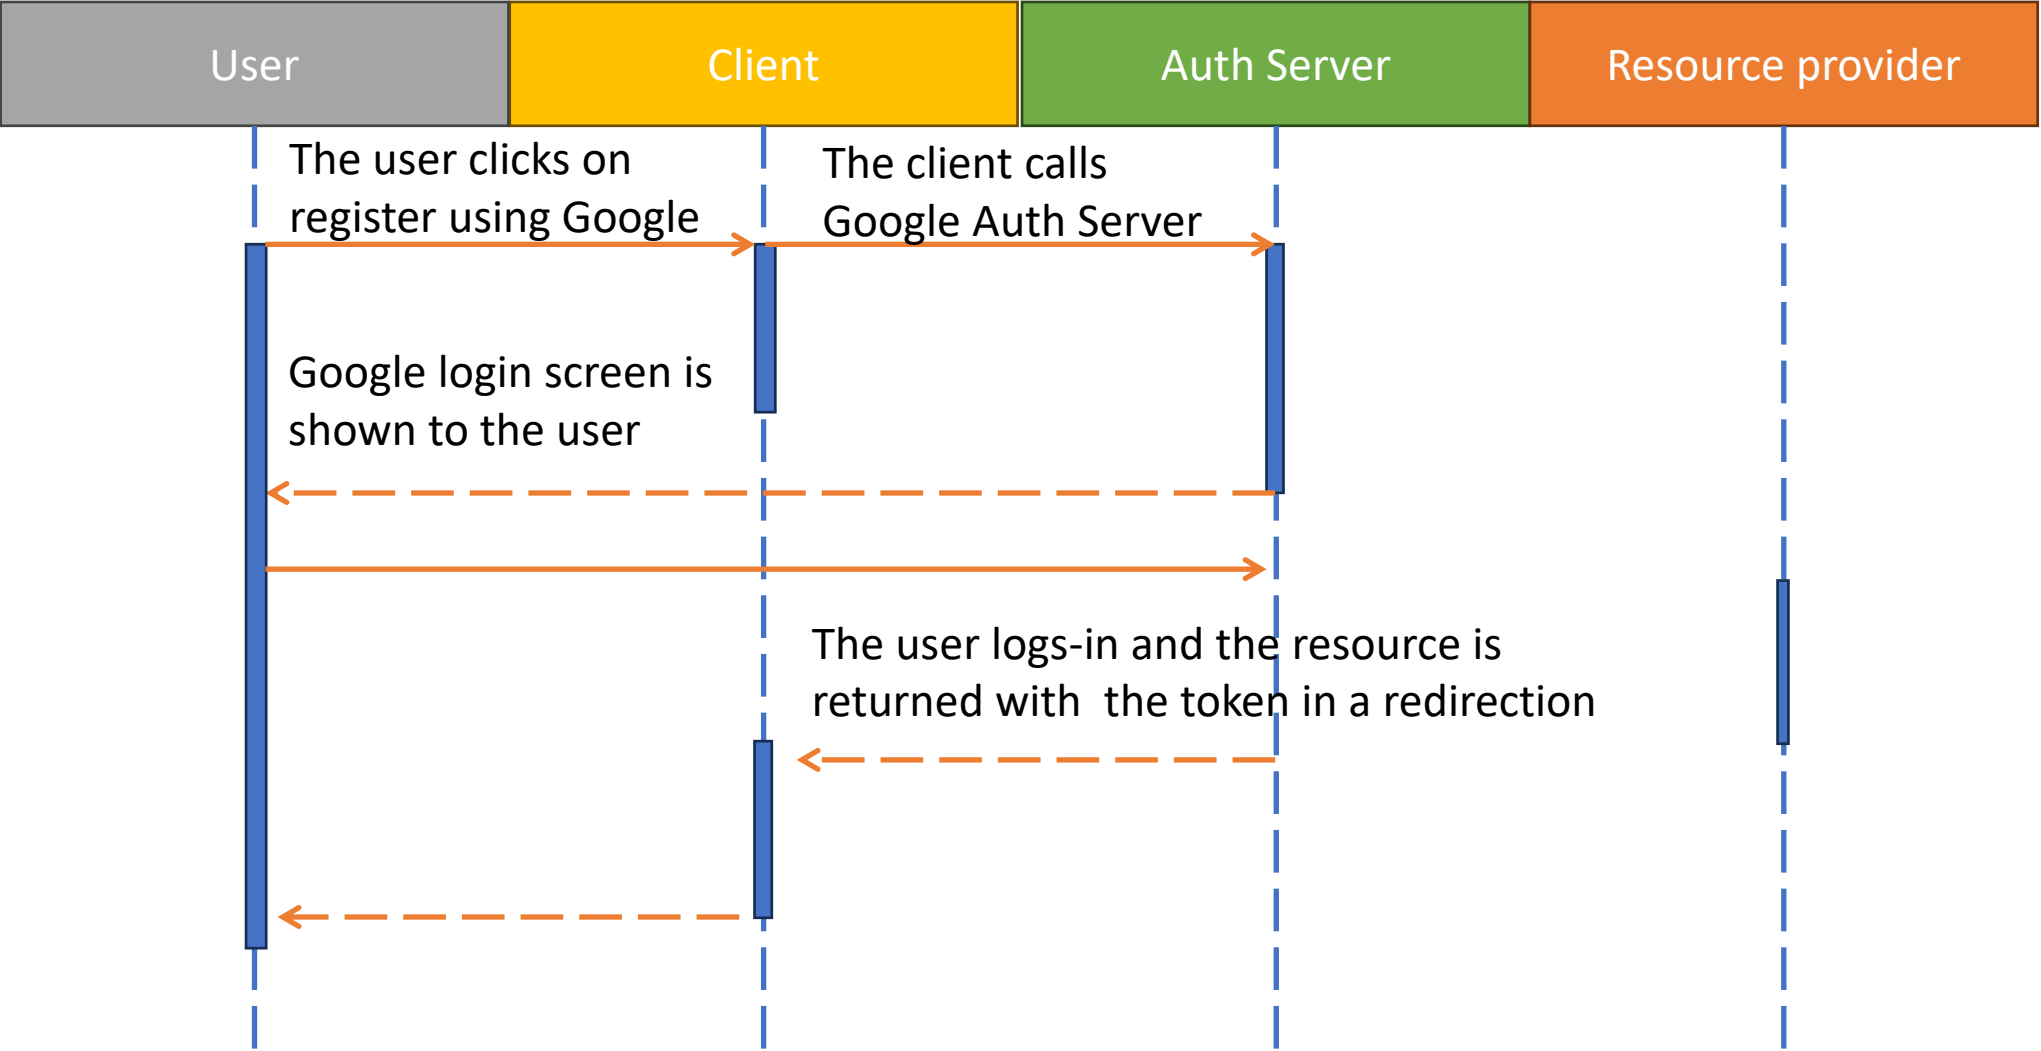 User
Client
Auth Server
Resource provider
The user clicks on
register using Google
The client calls
Google Auth Server
Google login screen is
shown to the user
The user logs-in and the resource is
returned with  the token in a redirection